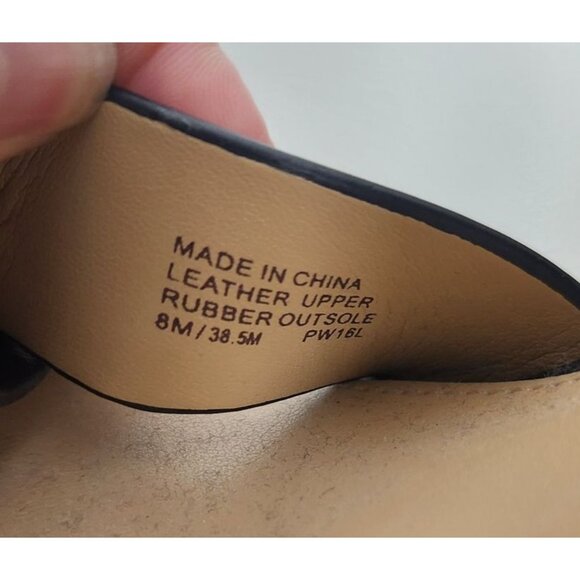 MADE IN CHINA
LEATHER UPPER
RUBBER OUTSOLE
8M/38.5M PW16L